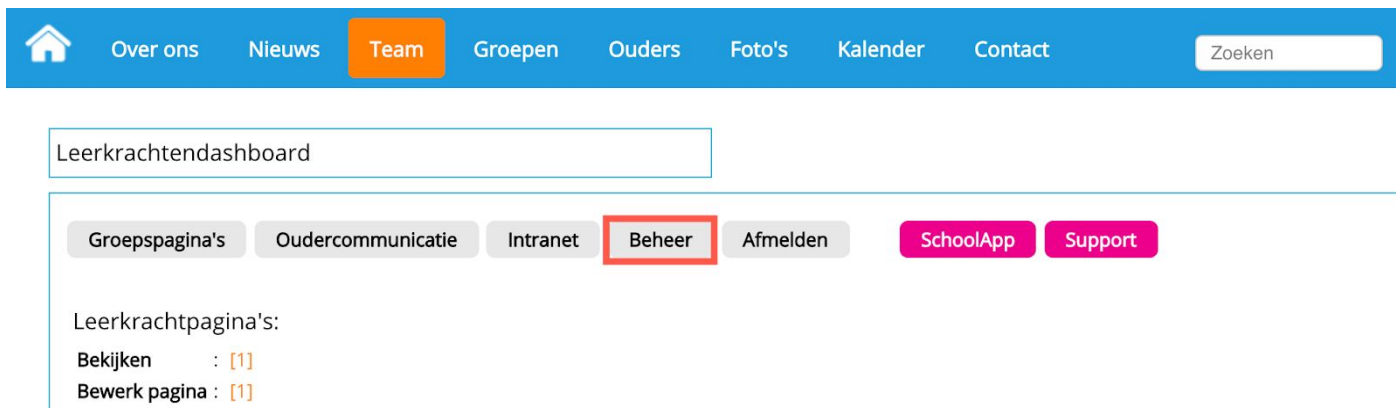 Over ons Nieuws Team Groepen Ouders Foto's Kalender Contact Zoeken
Leerkrachtendashboard
Groepspagina's Oudercommunicatie Intranet Beheer Afmelden SchoolApp Support
Leerkrachtpagina's:
Bekijken : [1]
Bewerk pagina : [1]